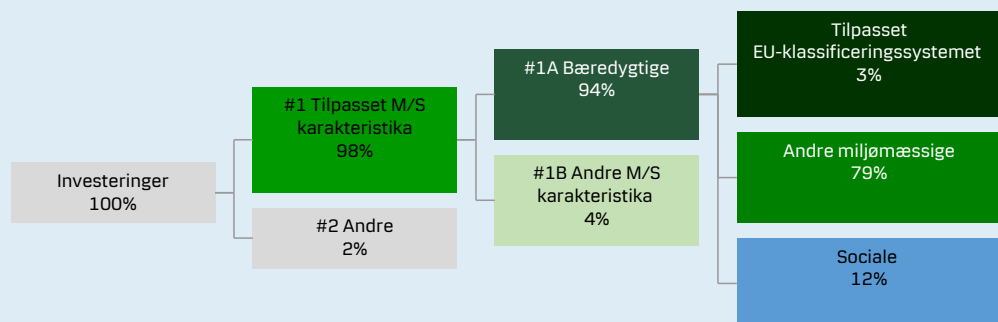 Investeringer
100%
#1 Tilpasset M/S
karakteristika
98%
#2 Andre
2%
#1A Bæredygtige
94%
#1B Andre M/S
karakteristika
4%
Tilpasset
EU-klassificeringssystemet
3%
Andre miljømæssige
79%
Sociale
12%